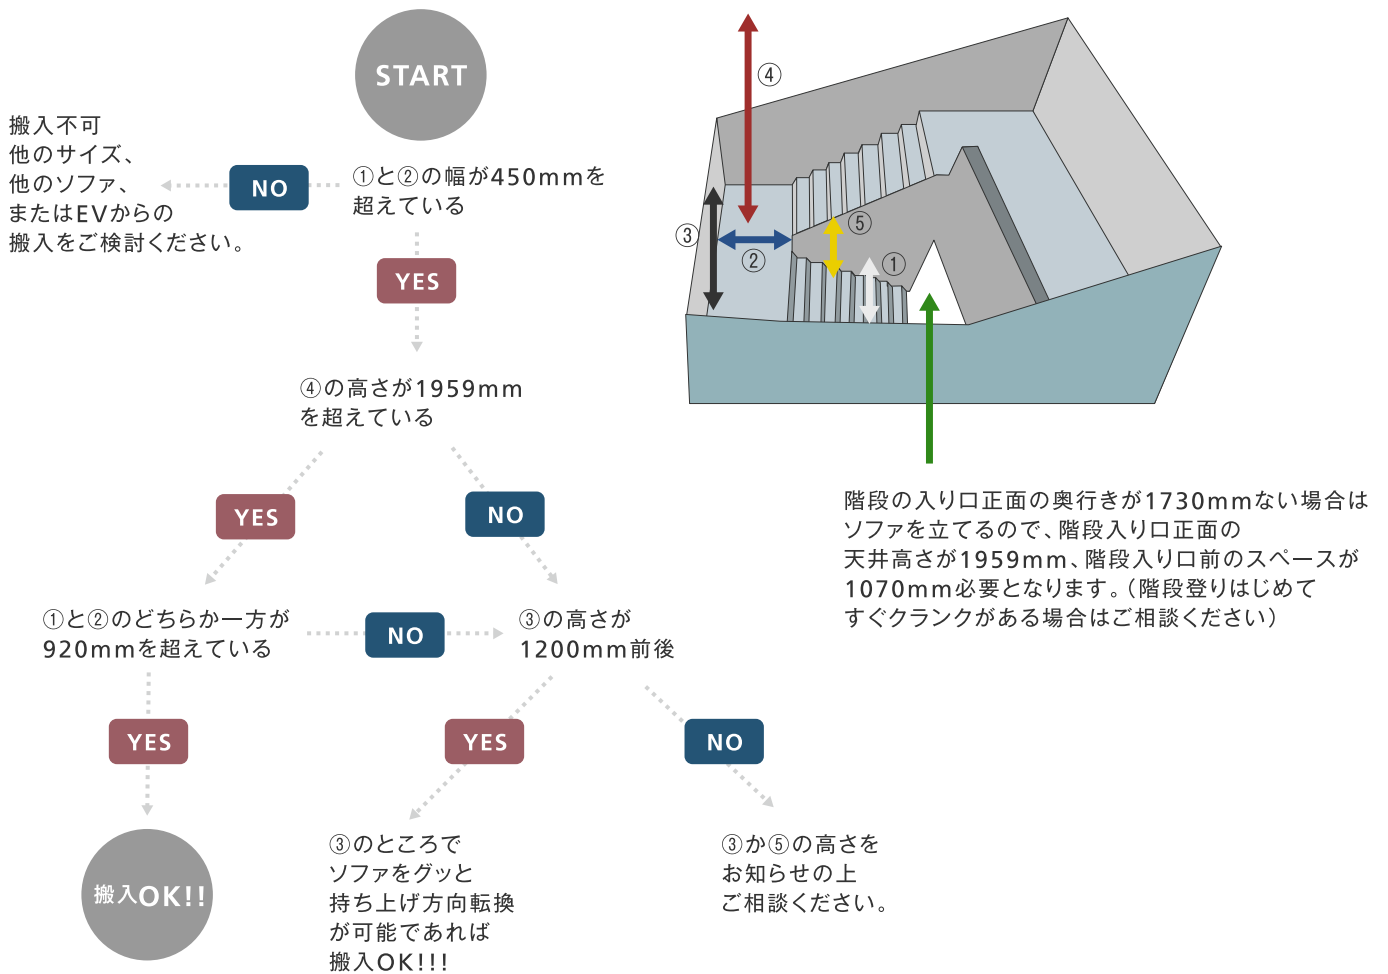 START
①と②の幅が450mmを
超えている
NO
搬入不可
他のサイズ、
他のソファ、
またはEVからの
搬入をご検討ください。
YES
④の高さが1959mm
を超えている
YES
NO
①と②のどちらか一方が
920mmを超えている
NO
③の高さが
1200mm前後
YES
YES
NO
搬入OK!!
③のところで
ソファをグッと
持ち上げ方向転換
が可能であれば
搬入OK!!!
③か⑤の高さを
お知らせの上
ご相談ください。
④
③
②
⑤
①
階段の入り口正面の奥行きが1730mmない場合は
ソファを立てるので、階段入り口正面の
天井高さが1959mm、階段入り口前のスペースが
1070mm必要となります。（階段登りはじめて
すぐクランクがある場合はご相談ください）